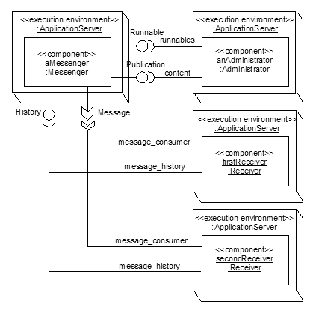 <<execution environment>>
:ApplicationServer
<<component>>
aMessenger
:Messenger
Runnable
runnables
Publication
content
<<execution environment>>
:ApplicationServer
<<component>>
anAdministrator
:Administrator
History
Message
<<execution environment>>
:ApplicationServer
message_consumer
<<component>>
firstReceiver
:Receiver
message_history
<<execution environment>>
:ApplicationServer
message_consumer
<<component>>
secondReceiver
:Receiver
message_history